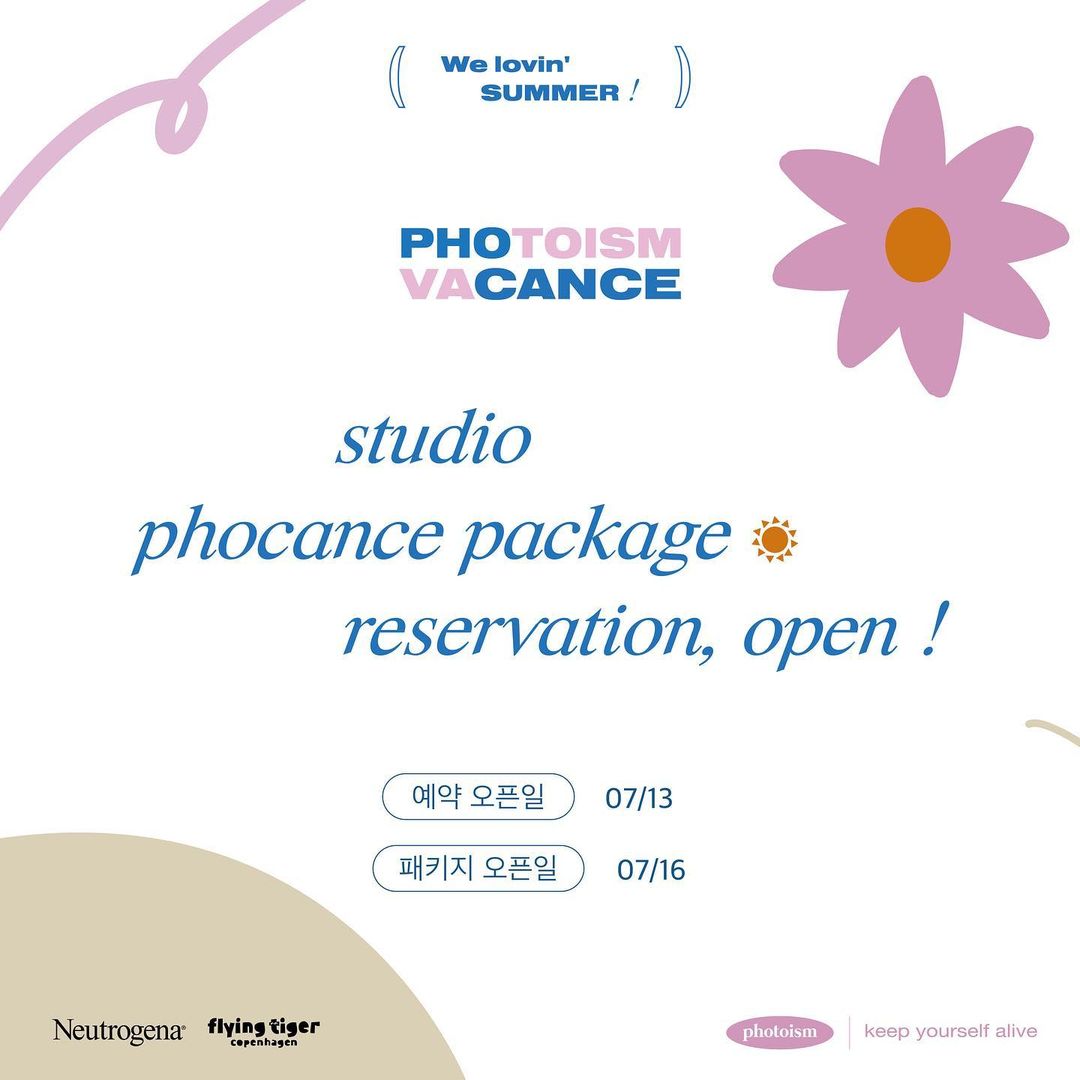 We lovin'
SUMMER !
PHOTOISM
VACANCE
studio
phocance package
reservation, open !
예약 오픈일 07/13
패키지 오픈일 07/16
Neutrogena®
flying tiger
copenhagen
photoism
keep yourself alive